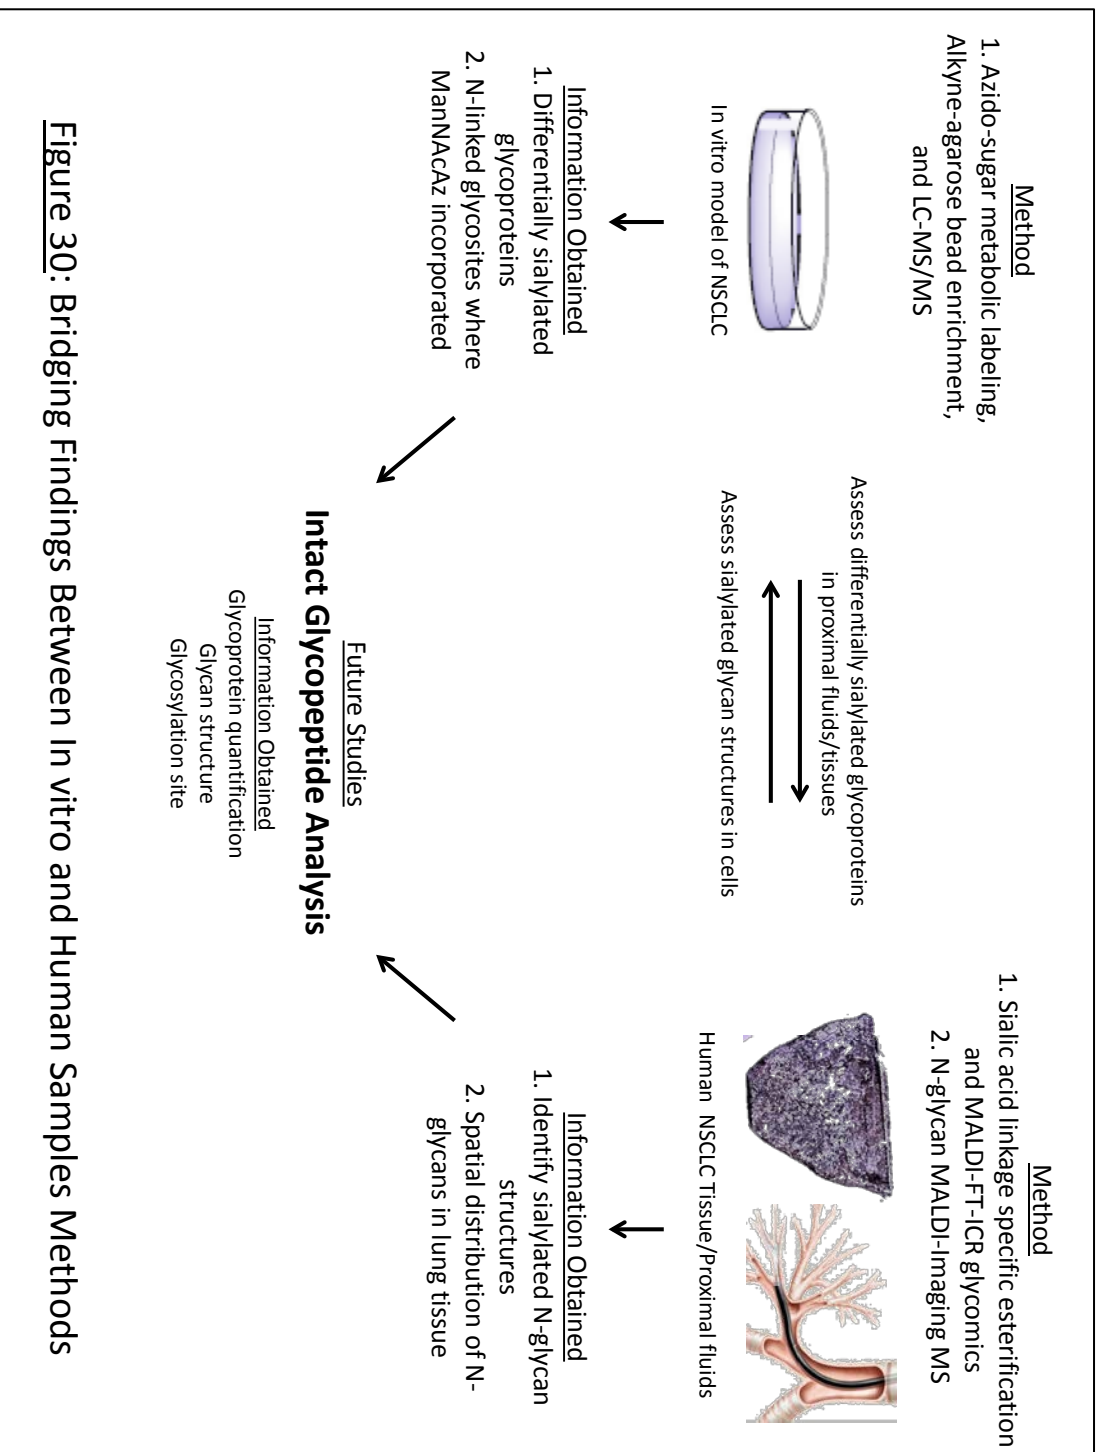 Method
1. Azido-sugar metabolic labeling,
Alkyne-agarose bead enrichment,
and LC-MS/MS
In vitro model of NSCLC
Information Obtained
1. Differentially sialylated
glycoproteins
2. N-linked glycosites where
ManNAcAz incorporated
Assess differentially sialylated glycoproteins
in proximal fluids/tissues
Assess sialylated glycan structures in cells
Method
1. Sialic acid linkage specific esterification
and MALDI-FT-ICR glycomics
2. N-glycan MALDI-Imaging MS
Human NSCLC Tissue/Proximal fluids
Information Obtained
1. Identify sialylated N-glycan
structures
2. Spatial distribution of N-
glycans in lung tissue
Future Studies
Intact Glycopeptide Analysis
Information Obtained
Glycoprotein quantification
Glycan structure
Glycosylation site
Figure 30: Bridging Findings Between In vitro and Human Samples Methods